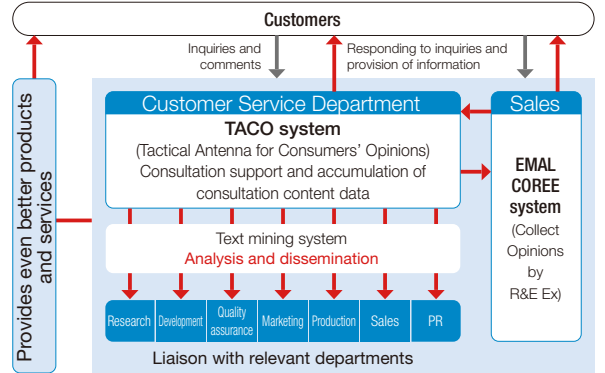 Customers
Inquiries and
comments
Responding to inquiries and
provision of information
Provides even better products
and services
Customer Service Department
TACO system
(Tactical Antenna for Consumers' Opinions)
Consultation support and accumulation of
consultation content data
Sales
EMAL
COREE
system
(Collect
Opinions
by
R&E Ex)
Text mining system
Analysis and dissemination
Research
Development
Quality
assurance
Marketing
Production
Sales
PR
Liaison with relevant departments